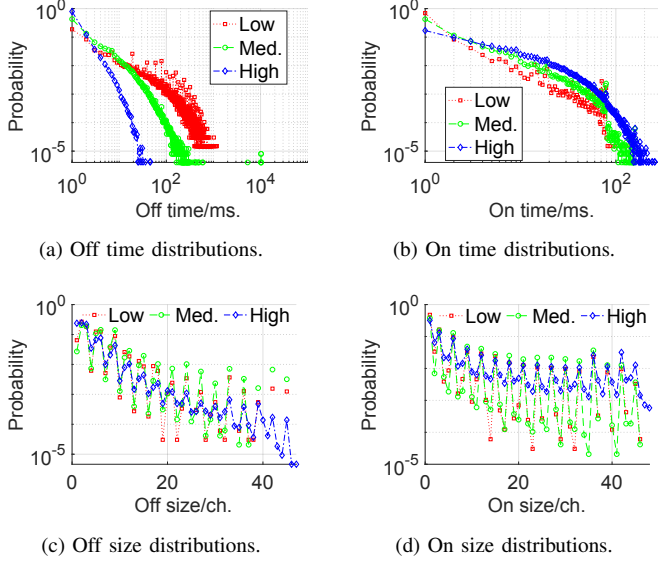 10^0
10^-5
Probability
Low
Med.
High
10^0 10^2 10^4
Off time/ms.
(a) Off time distributions.
10^0
10^-5
Probability
Low
Med.
High
10^0 10^2
On time/ms.
(b) On time distributions.
10^0
10^-5
Probability
Low Med. High
0 20 40
Off size/ch.
(c) Off size distributions.
10^0
10^-5
Probability
Low Med. High
0 20 40
On size/ch.
(d) On size distributions.